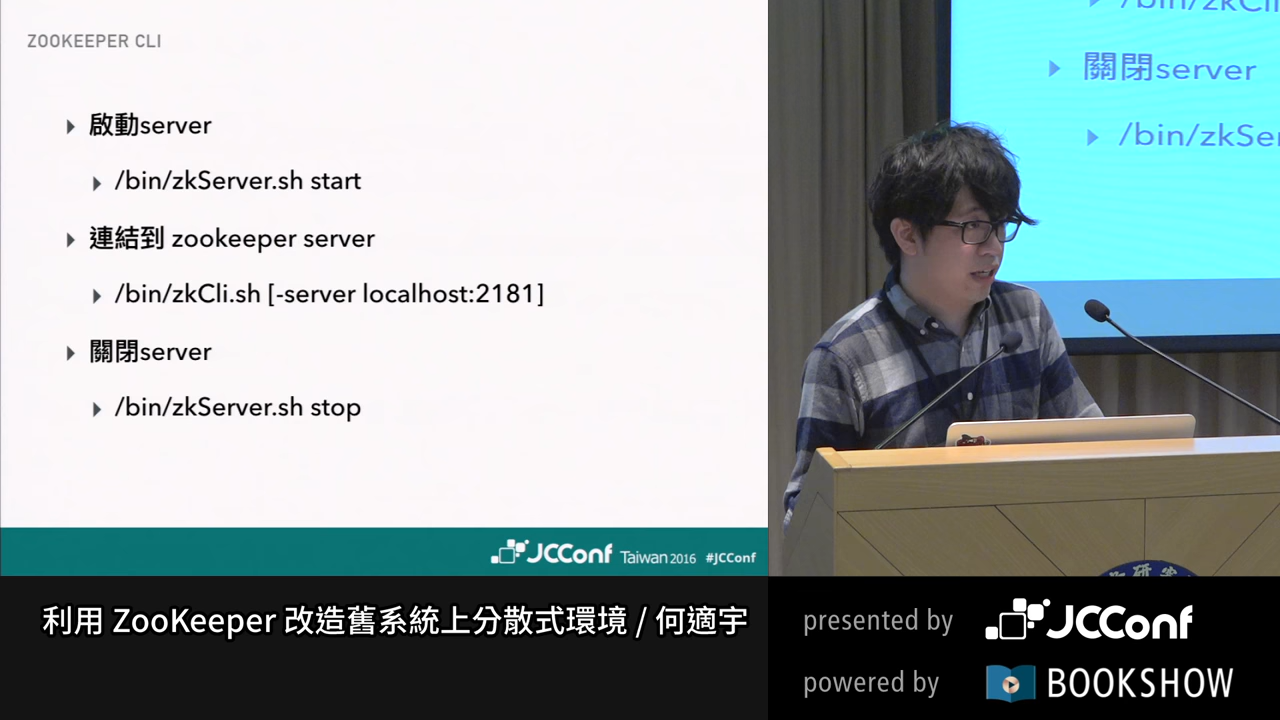 ZOOKEEPER CLI
啟動server
/bin/zkServer.sh start
連結到 zookeeper server
/bin/zkCli.sh [-server localhost:2181]
關閉server
/bin/zkServer.sh stop
JCConf Taiwan 2016 #JCConf
/bin/zkCli
關閉server
/bin/zkSer
利用 ZooKeeper 改造舊系統上分散式環境 / 何適宇
presented by JCConf
powered by BOOKSHOW